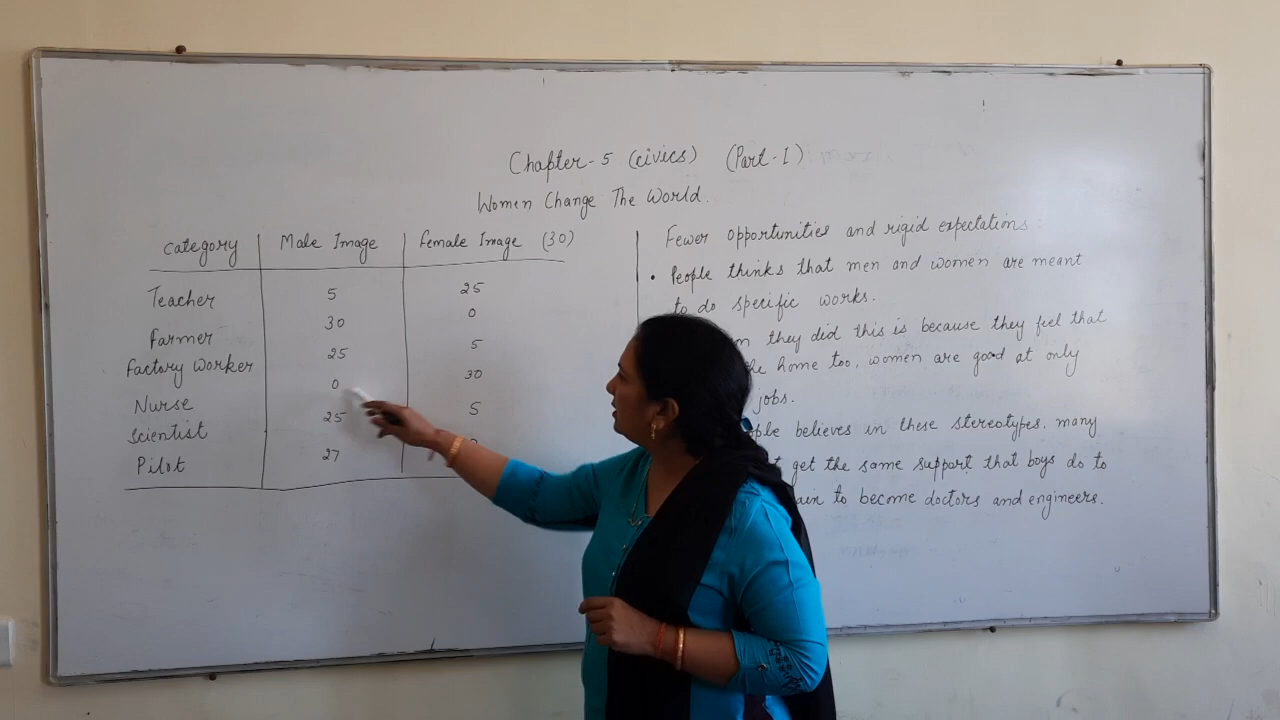 Chapter-5 (civics) (Part-I)
Women Change The World.
Category Male Image Female Image (30)
Teacher 5 25
Farmer 30 0
Factory Worker 25 5
Nurse 0 30
Scientist 25 5
Pilot 27
Fewer opportunities and rigid expectations:
• People thinks that men and women are meant
to do specific works.
they did this is because they feel that
home too, women are good at only
jobs.
believes in these stereotypes, many
get the same support that boys do to
to become doctors and engineers.